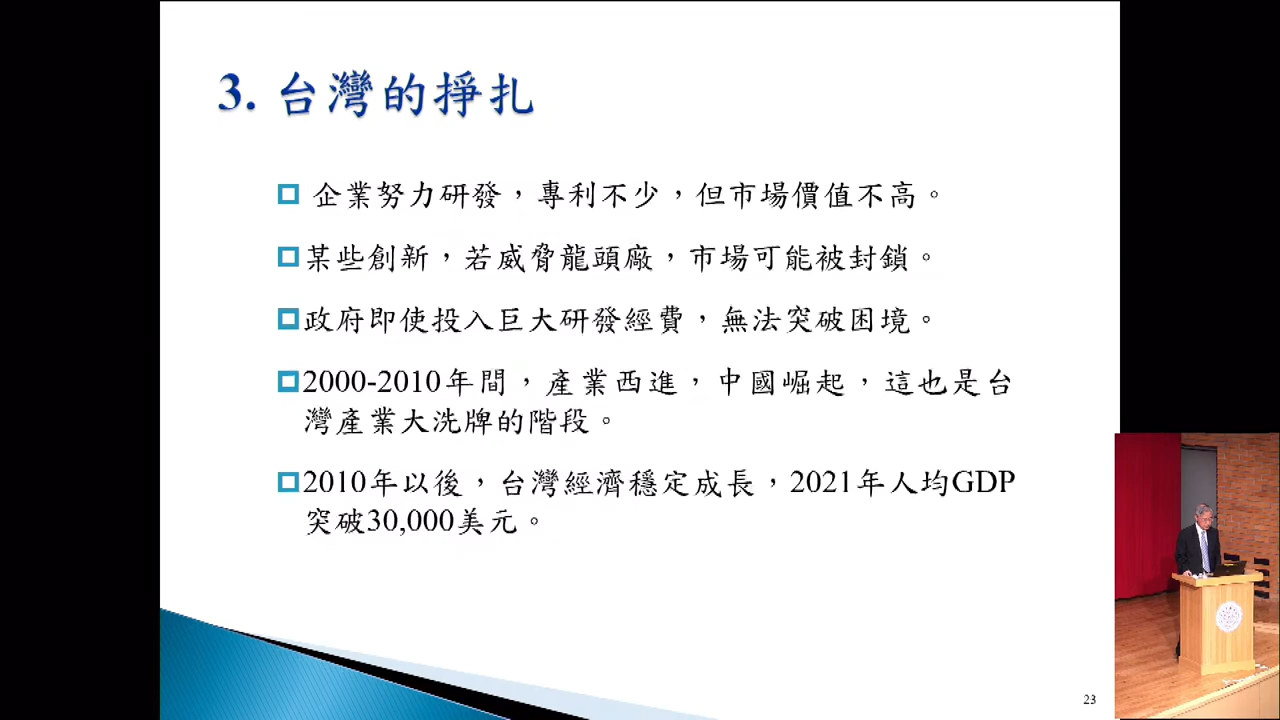 3. 台灣的掙扎
企業努力研發，專利不少，但市場價值不高。
某些創新，若威脅龍頭廠，市場可能被封鎖。
政府即使投入巨大研發經費，無法突破困境。
2000-2010年間，產業西進，中國崛起，這也是台
灣產業大洗牌的階段。
2010年以後，台灣經濟穩定成長，2021年人均GDP
突破30,000美元。
23